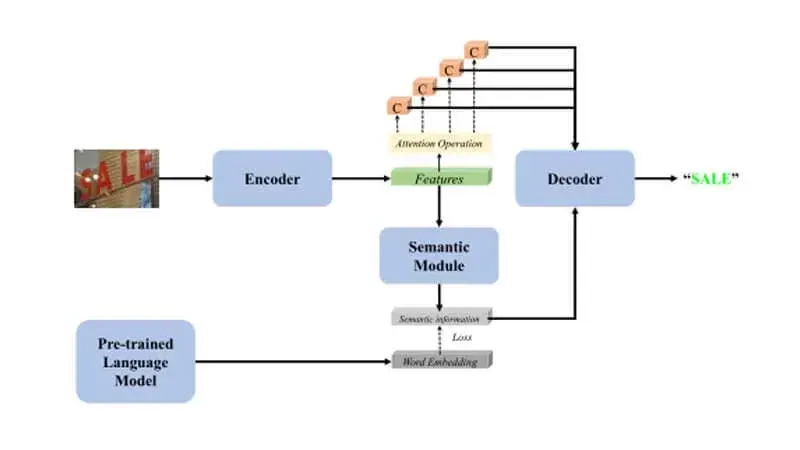 C
C
C
C
Attention Operation
SALE
Encoder
Features
Decoder
“SALE”
Semantic
Module
Semantic information
Loss
Pre-trained
Language
Model
Word Embedding